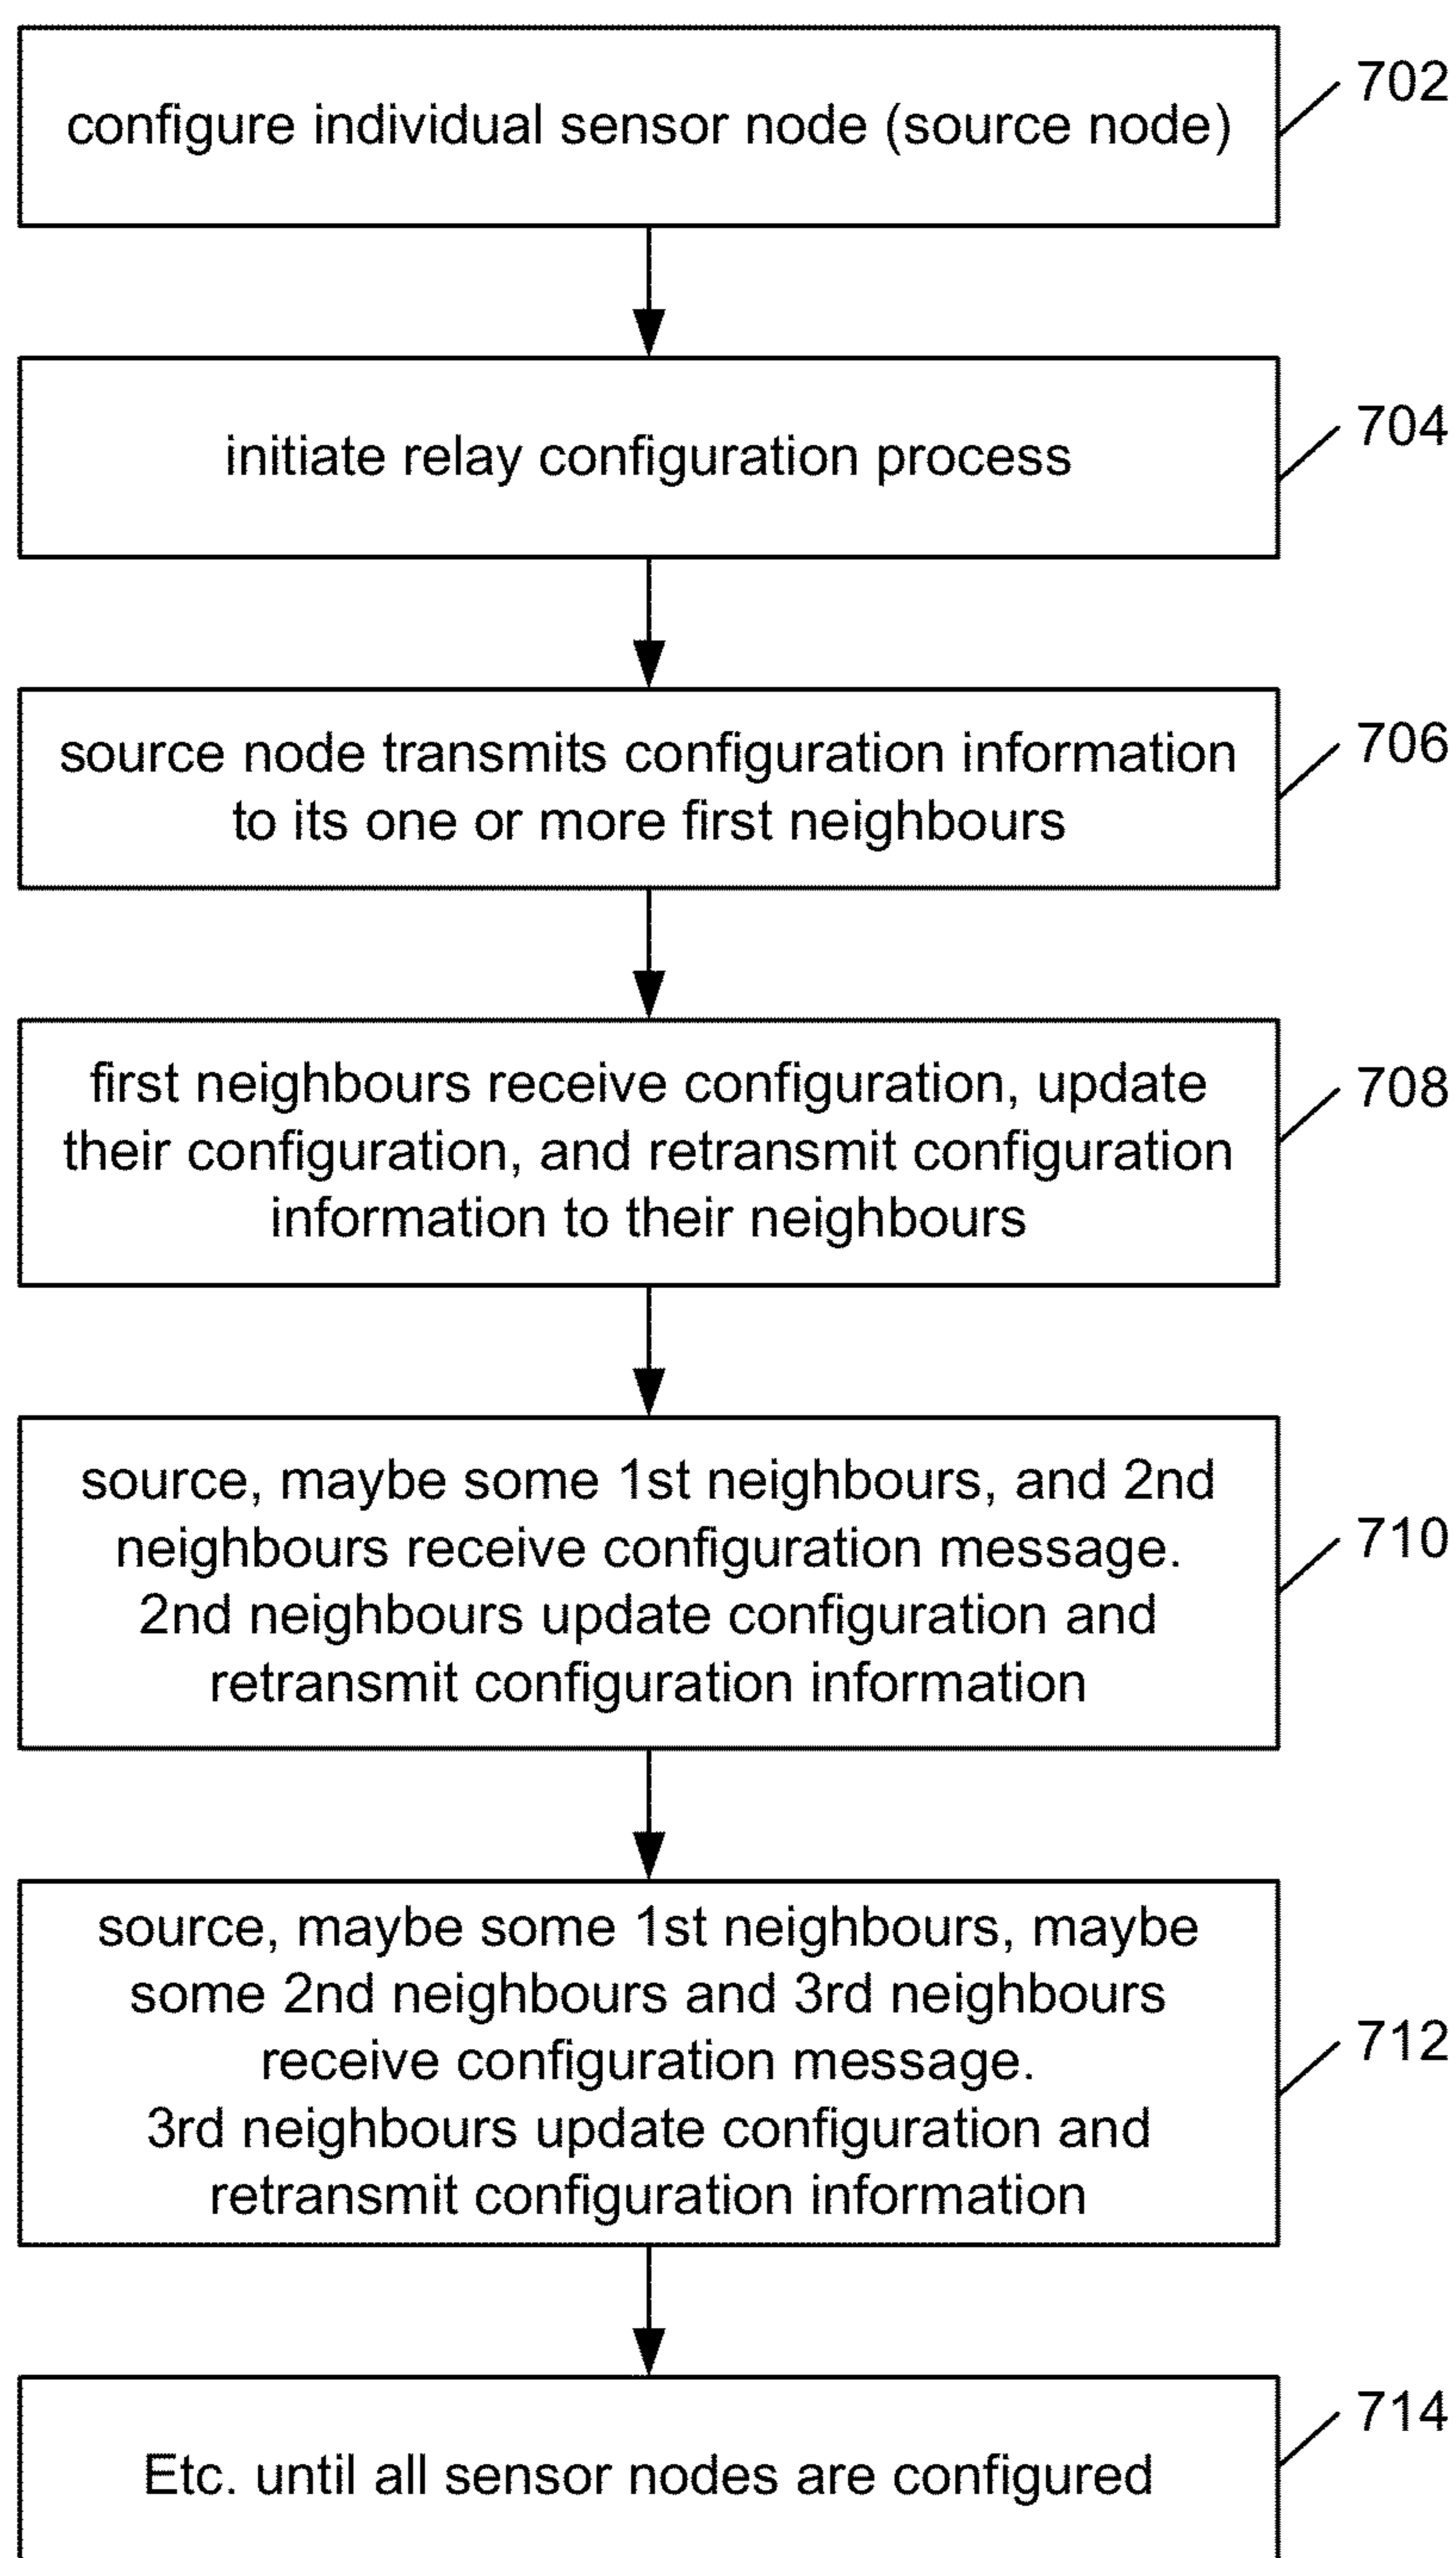 configure individual sensor node (source node)
702
initiate relay configuration process
704
source node transmits configuration information
to its one or more first neighbours
706
first neighbours receive configuration, update
their configuration, and retransmit configuration
information to their neighbours
708
source, maybe some 1st neighbours, and 2nd
neighbours receive configuration message.
2nd neighbours update configuration and
retransmit configuration information
710
source, maybe some 1st neighbours, maybe
some 2nd neighbours and 3rd neighbours
receive configuration message.
3rd neighbours update configuration and
retransmit configuration information
712
Etc. until all sensor nodes are configured
714